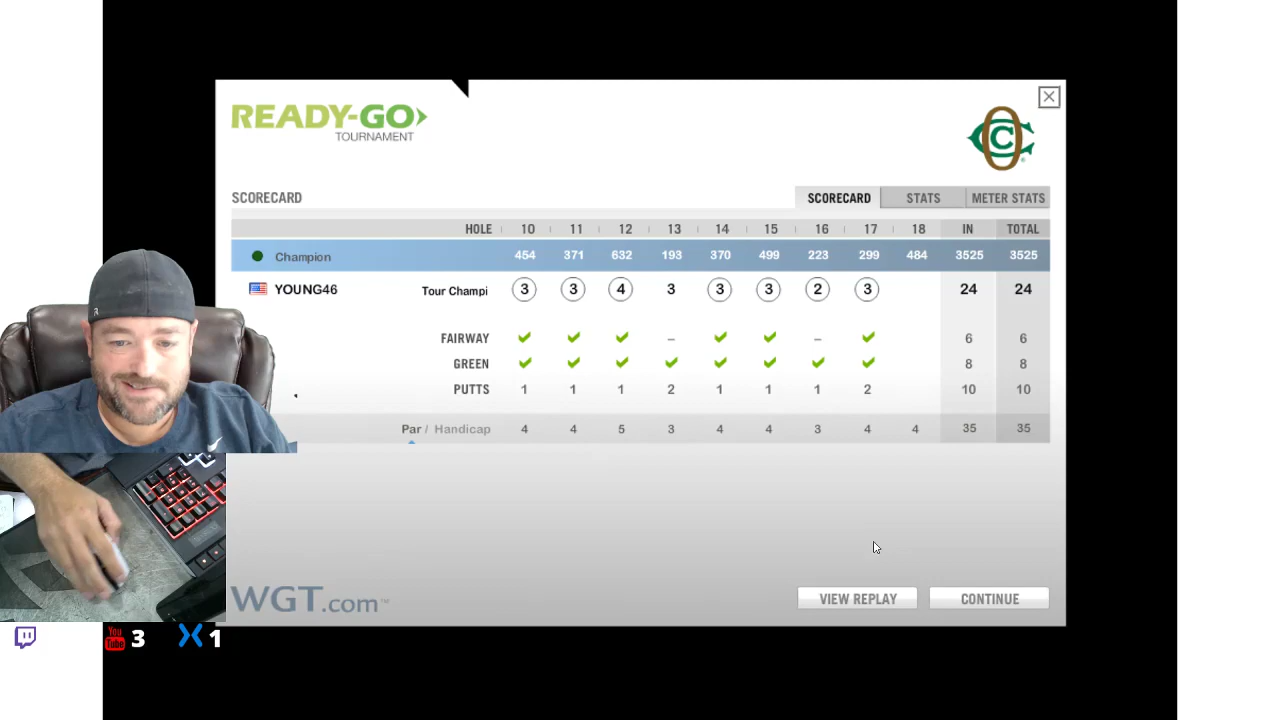 READY-GO
TOURNAMENT
OCC
SCORECARD
SCORECARD STATS METER STATS
HOLE 10 11 12 13 14 15 16 17 18 IN TOTAL
Champion 454 371 632 193 370 499 223 299 484 3525 3525
YOUNG46 Tour Champi 3 3 4 3 3 3 2 3 24 24
FAIRWAY – – 6 6
GREEN 8 8
PUTTS 1 1 1 2 1 1 1 2 10 10
Par / Handicap 4 4 5 3 4 4 3 4 4 35 35
WGT.com™
VIEW REPLAY CONTINUE
You Tube 3 1